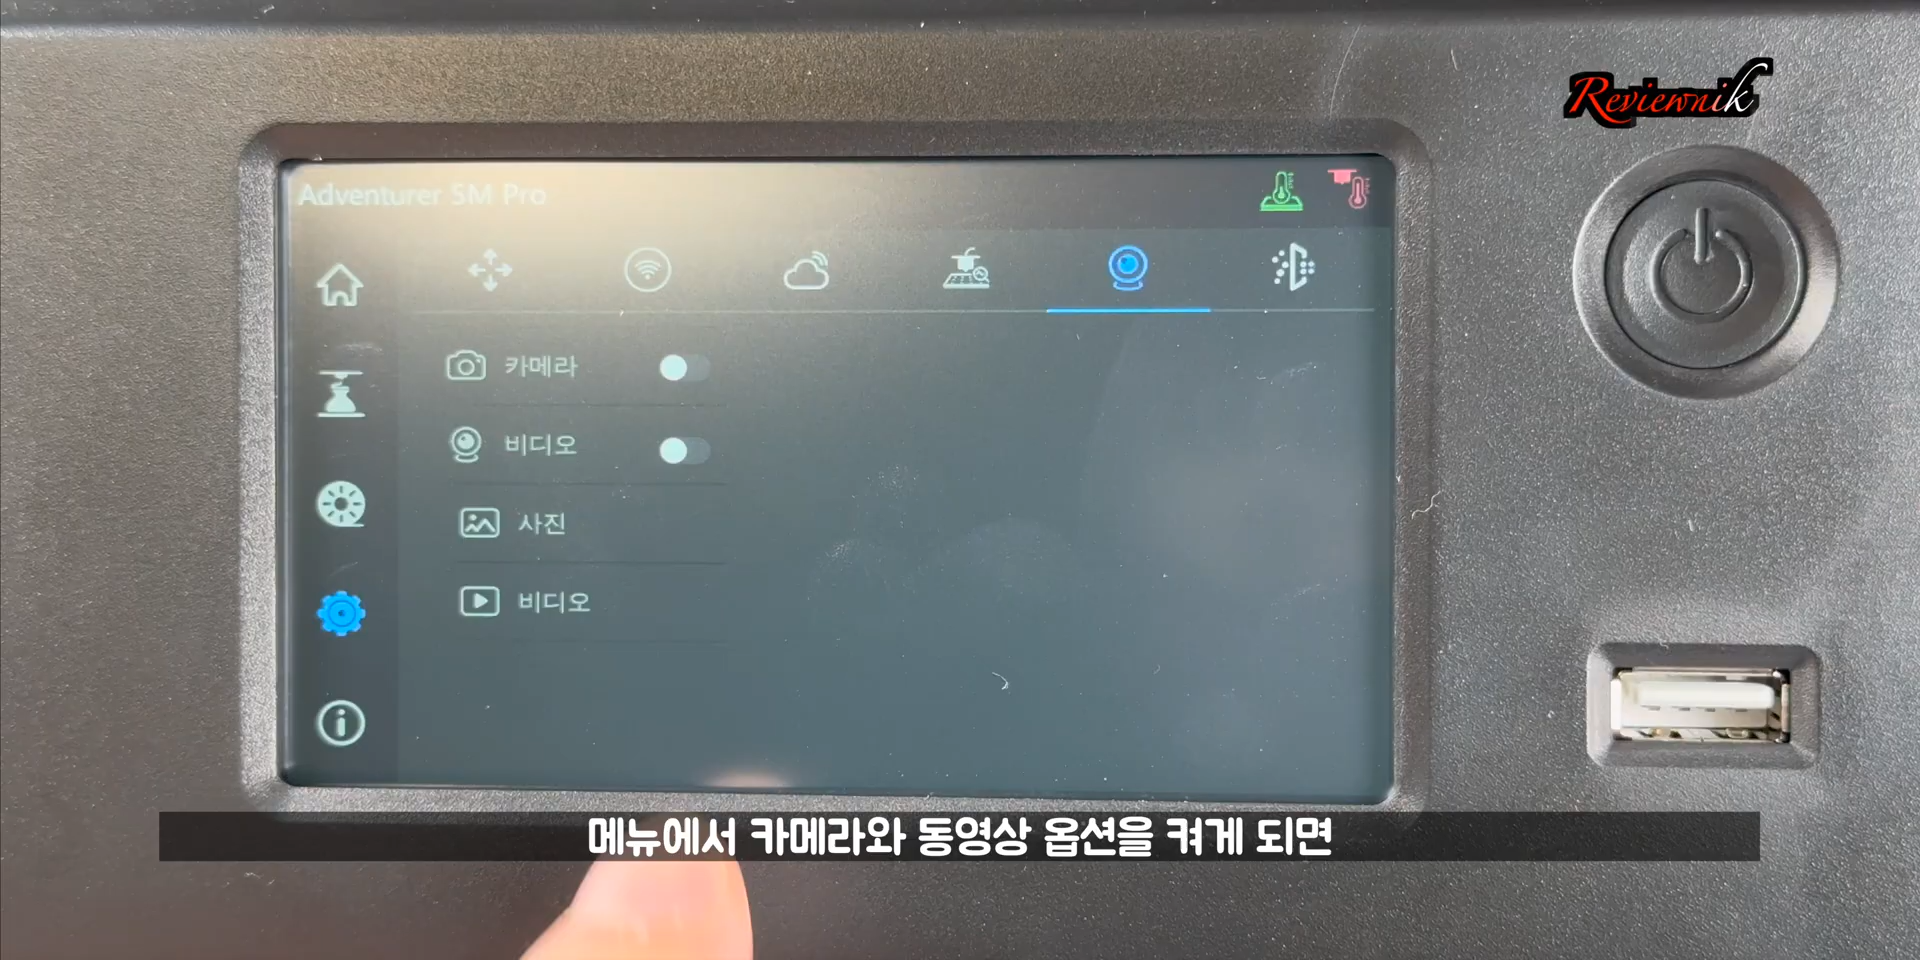 Reviewnik
Adventurer 5M Pro
카메라
비디오
사진
비디오
메뉴에서 카메라와 동영상 옵션을 켜게 되면